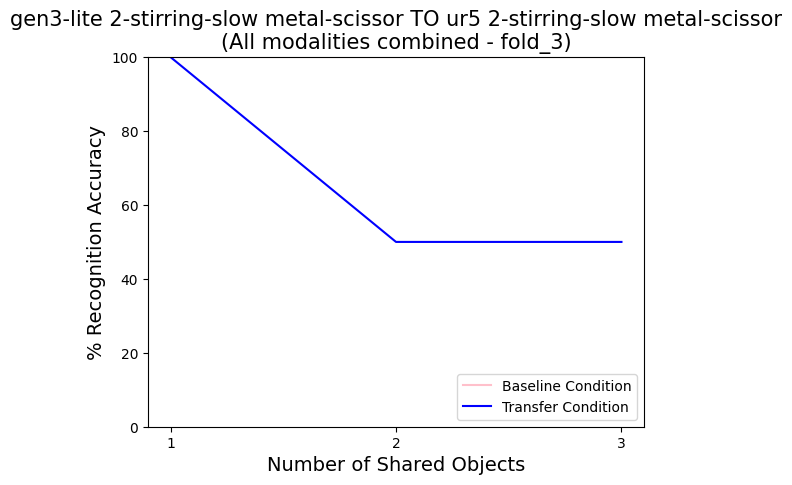 gen3-lite 2-stirring-slow metal-scissor TO ur5 2-stirring-slow metal-scissor
(All modalities combined - fold_3)
100
80
60
40
20
0
% Recognition Accuracy
Baseline Condition
Transfer Condition
1 2 3
Number of Shared Objects